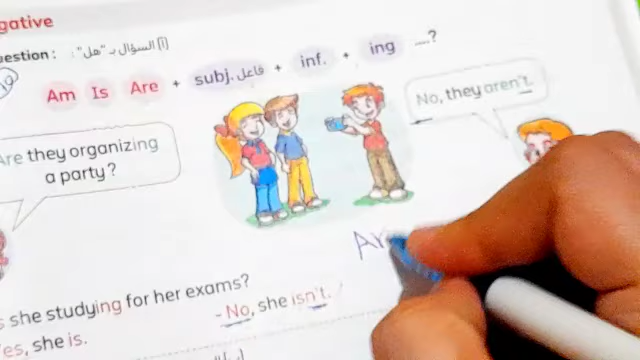 gative
estion : (أ) السؤال بـ "هل" :
Am Is Are + subj. فاعل + inf. + ing ....?
No, they aren't.
Are they organizing
a party?
Ar
s she studying for her exams?
- No, she isn't.
es, she is.